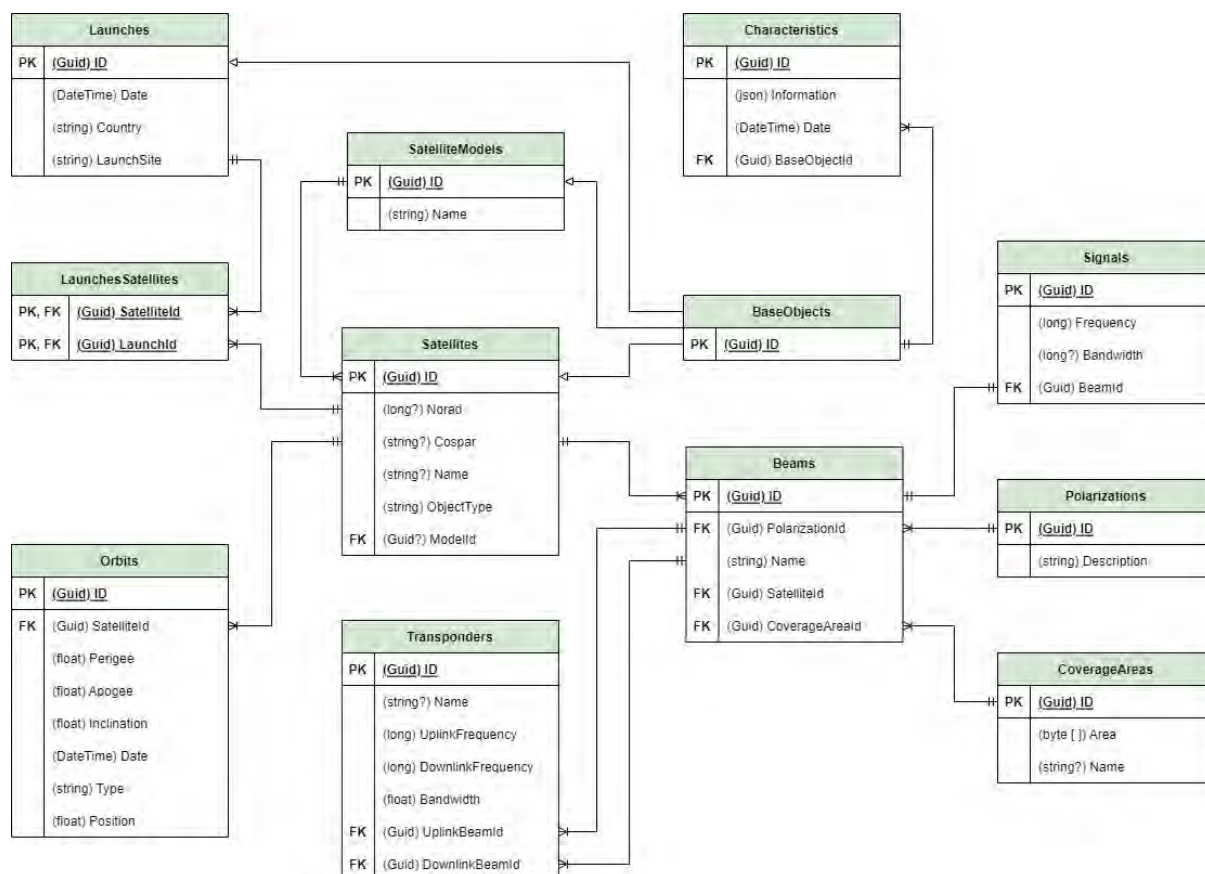 Launches
PK (Guid) ID
(DateTime) Date
(string) Country
(string) LaunchSite
Characteristics
PK (Guid) ID
(json) Information
(DateTime) Date
FK (Guid) BaseObjectId
SatelliteModels
PK (Guid) ID
(string) Name
LaunchesSatellites
PK, FK (Guid) SatelliteId
PK, FK (Guid) LaunchId
BaseObjects
PK (Guid) ID
Signals
PK (Guid) ID
(long) Frequency
(long?) Bandwidth
FK (Guid) BeamId
Satellites
PK (Guid) ID
(long?) Norad
(string?) Cospar
(string?) Name
(string) ObjectType
FK (Guid?) ModelId
Beams
PK (Guid) ID
FK (Guid) PolarizationId
(string) Name
FK (Guid) SatelliteId
FK (Guid) CoverageAreaId
Polarizations
PK (Guid) ID
(string) Description
Orbits
PK (Guid) ID
FK (Guid) SatelliteId
(float) Perigee
(float) Apogee
(float) Inclination
(DateTime) Date
(string) Type
(float) Position
Transponders
PK (Guid) ID
(string?) Name
(long) UplinkFrequency
(long) DownlinkFrequency
(float) Bandwidth
FK (Guid) UplinkBeamId
FK (Guid) DownlinkBeamId
CoverageAreas
PK (Guid) ID
(byte [ ]) Area
(string?) Name